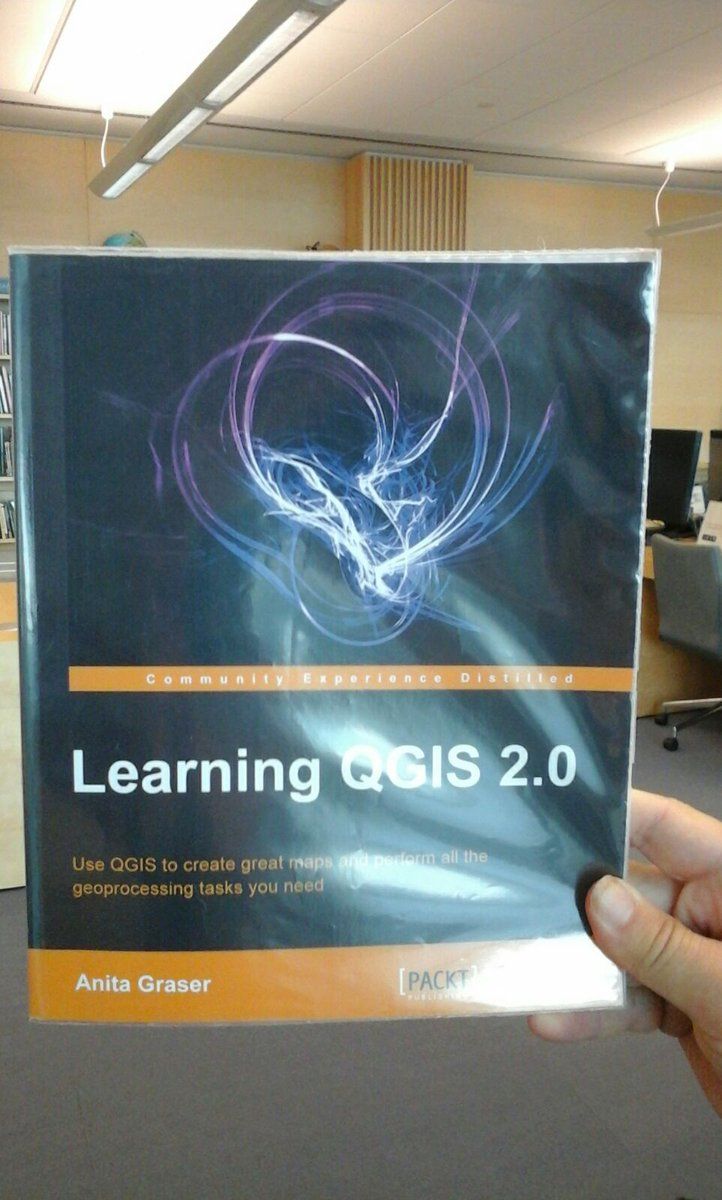 Community Experience Distilled
Learning QGIS 2.0
Use QGIS to create great maps and perform all the
geoprocessing tasks you need
Anita Graser
[PACKT]
PUBLISHING